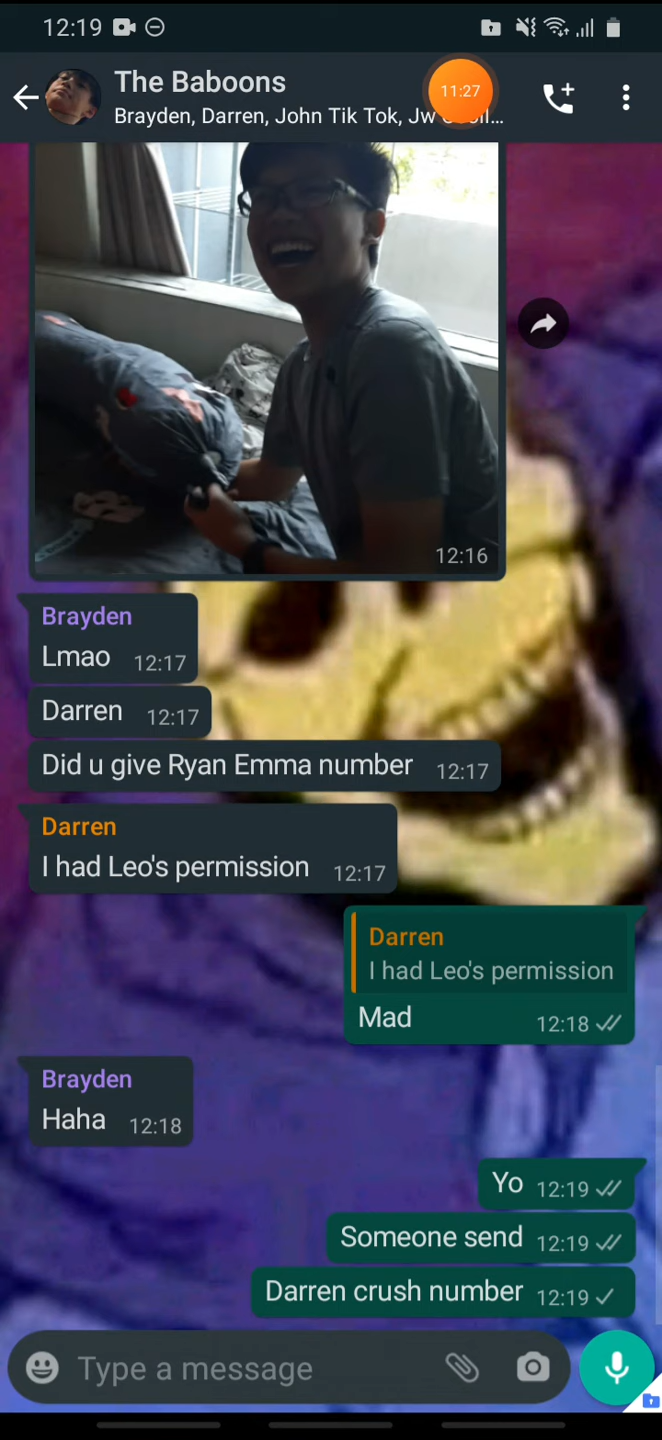 12:19
The Baboons
11:27
Brayden, Darren, John Tik Tok, Jw
12:16
Brayden
Lmao 12:17
Darren 12:17
Did u give Ryan Emma number 12:17
Darren
I had Leo's permission 12:17
Darren
I had Leo's permission
Mad 12:18
Brayden
Haha 12:18
Yo 12:19
Someone send 12:19
Darren crush number 12:19
Type a message